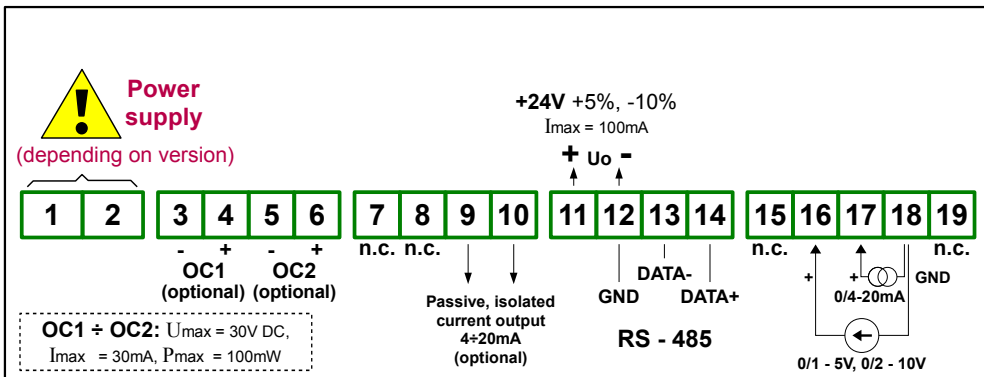 Power
supply
(depending on version)
+24V +5%, -10%
Imax = 100mA
+ Uo -
1 2 3 4 5 6 7 8 9 10 11 12 13 14 15 16 17 18 19
- + - +
OC1 OC2
(optional) (optional)
n.c. n.c.
Passive, isolated
current output
4÷20mA
(optional)
DATA-
GND DATA+
RS - 485
n.c. n.c.
+ + GND
0/4-20mA
0/1 - 5V, 0/2 - 10V
OC1 ÷ OC2: Umax = 30V DC,
Imax = 30mA, Pmax = 100mW